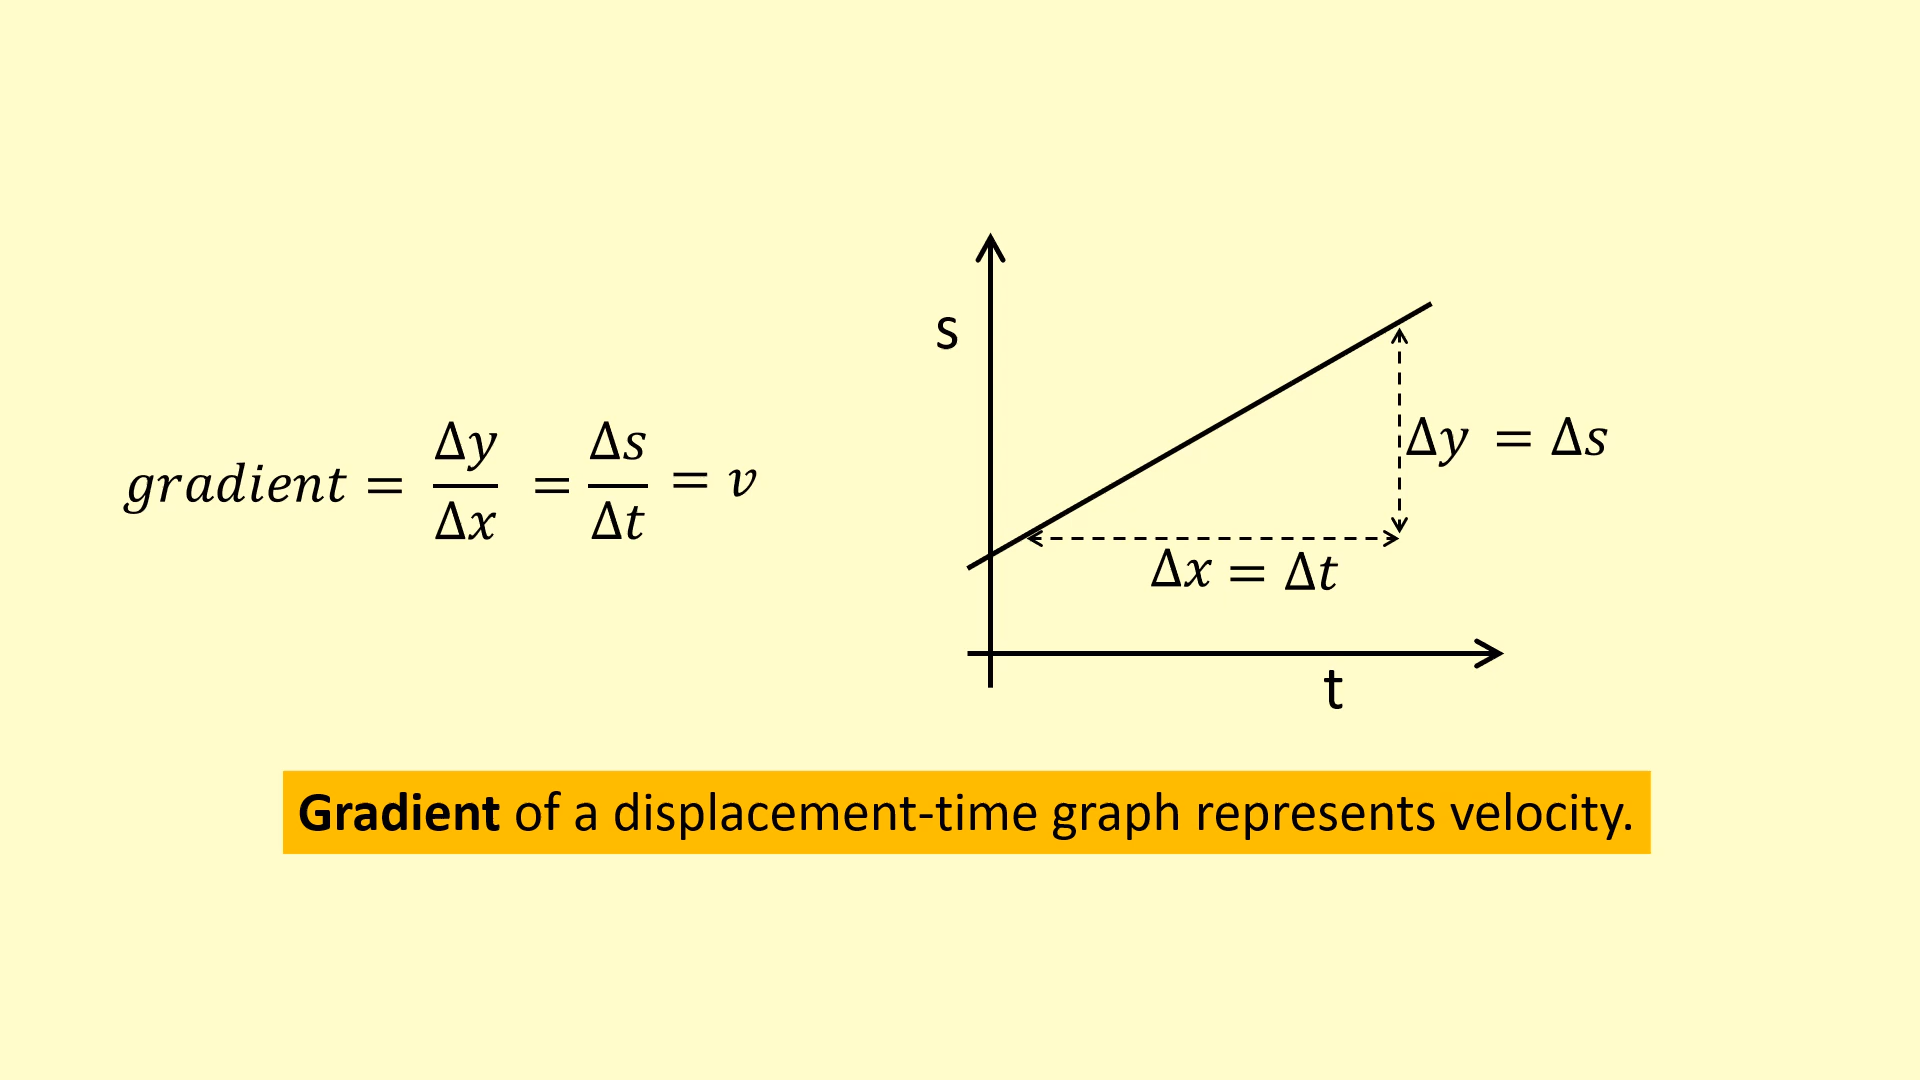 s
gradient = Δy/Δx = Δs/Δt = v
Δy = Δs
Δx = Δt
t
Gradient of a displacement-time graph represents velocity.